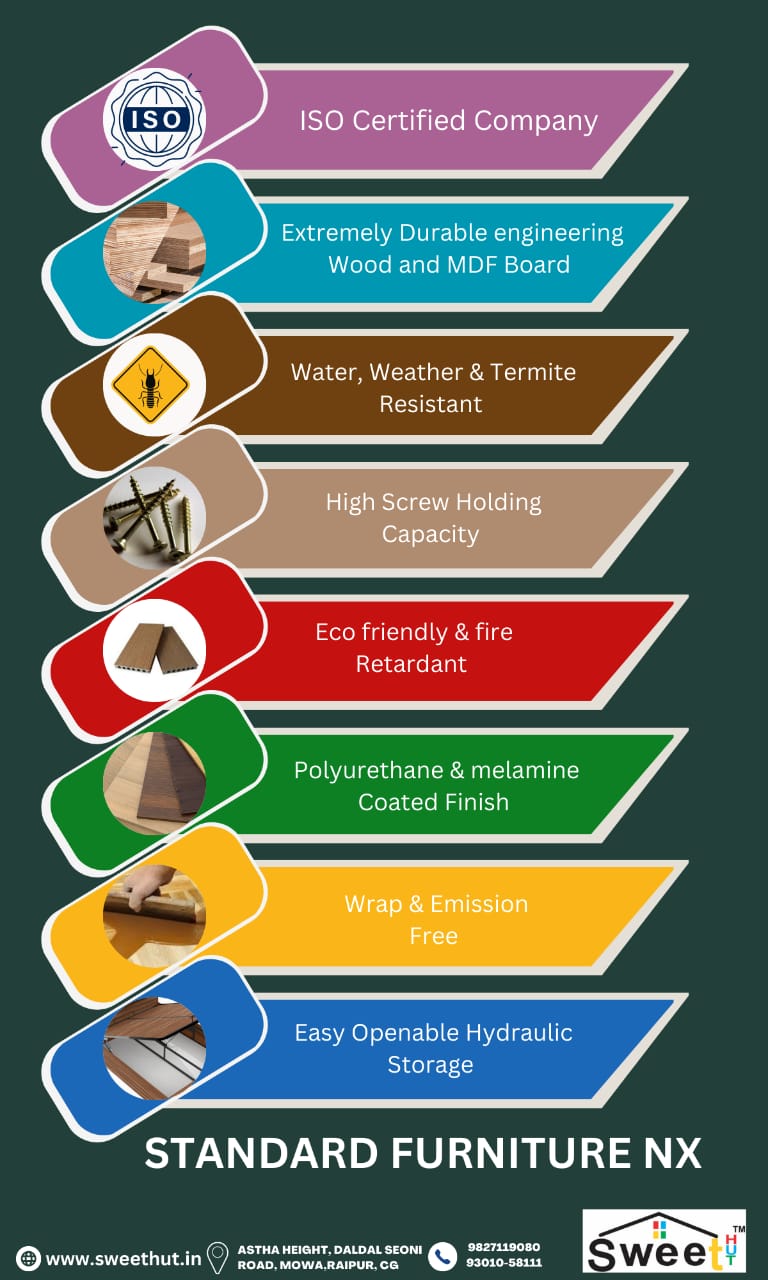 ISO
ISO Certified Company
Extremely Durable engineering
Wood and MDF Board
Water, Weather & Termite
Resistant
High Screw Holding
Capacity
Eco friendly & fire
Retardant
Polyurethane & melamine
Coated Finish
Wrap & Emission
Free
Easy Openable Hydraulic
Storage
STANDARD FURNITURE NX
www.sweethut.in
ASTHA HEIGHT, DALDAL SEONI
ROAD, MOWA,RAIPUR, CG
9827119080
93010-58111
Sweet HUT TM